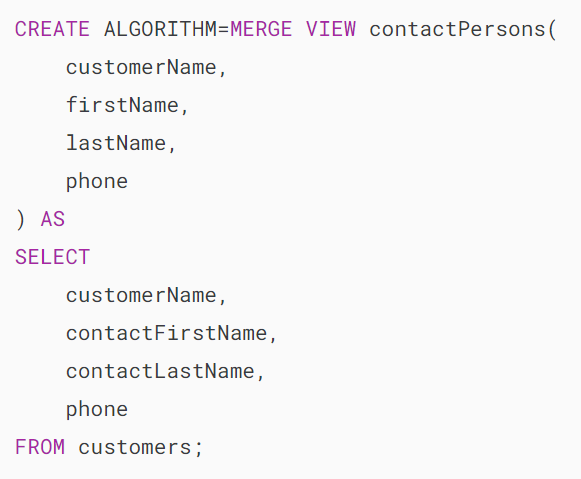 CREATE ALGORITHM=MERGE VIEW contactPersons(
    customerName,
    firstName,
    lastName,
    phone
) AS
SELECT
    customerName,
    contactFirstName,
    contactLastName,
    phone
FROM customers;